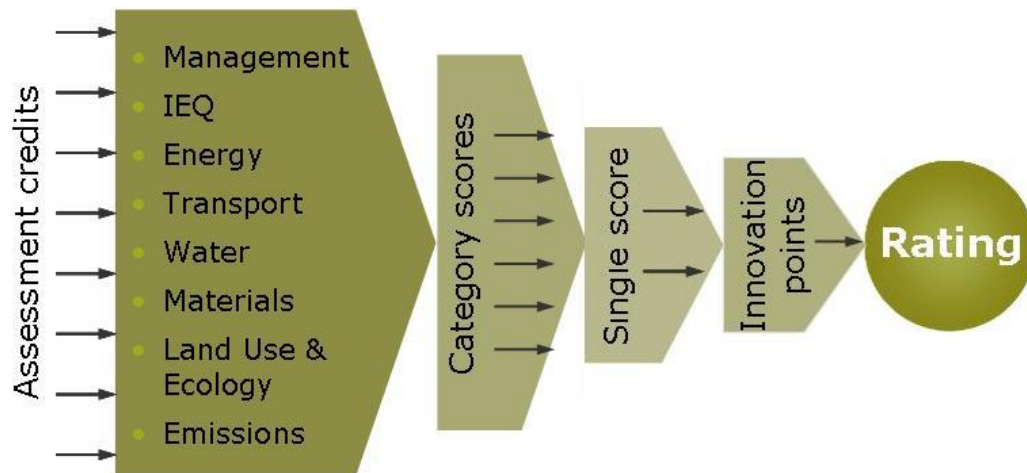 Assessment credits
Management
IEQ
Energy
Transport
Water
Materials
Land Use &
Ecology
Emissions
Category scores
Single score
Innovation
points
Rating